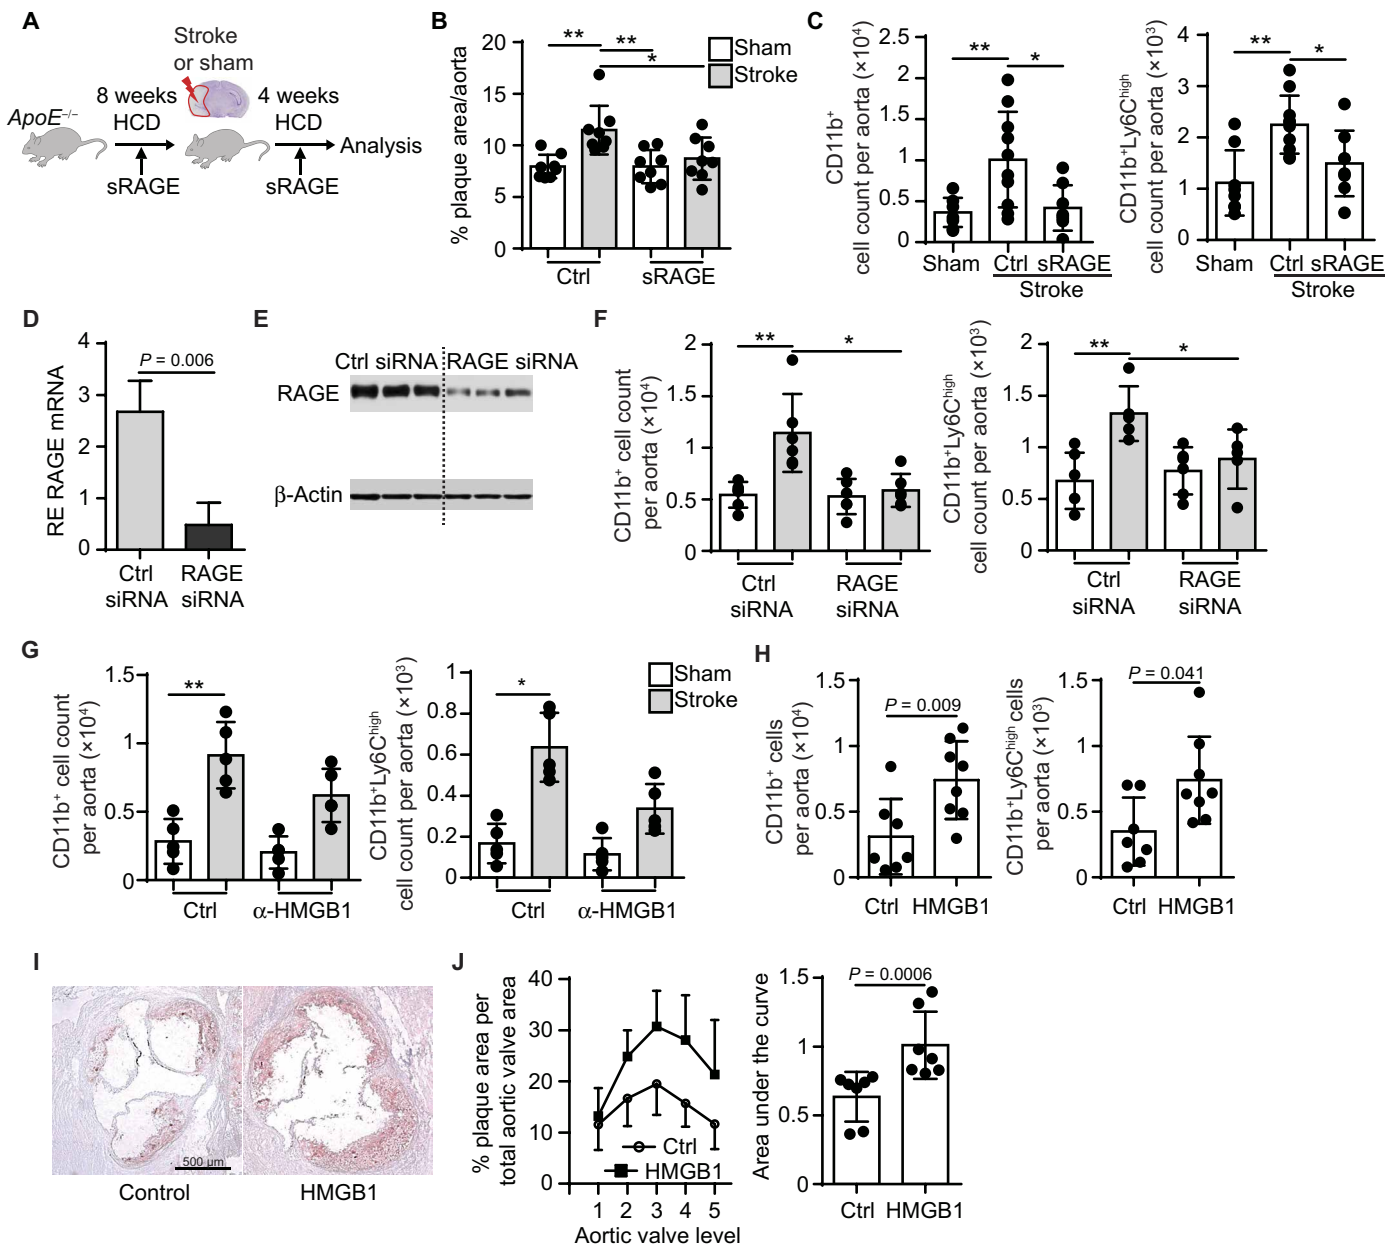 A
Stroke
or sham
8 weeks
HCD
4 weeks
HCD
ApoE–/–
Analysis
sRAGE
sRAGE
B
% plaque area/aorta
20
15
10
5
0
**
**
*
Sham
Stroke
Ctrl
sRAGE
C
CD11b+
cell count per aorta (×10⁴)
2.5
2
1.5
1
0.5
0
**
*
Sham
Ctrl sRAGE
Stroke
CD11b+Ly6Chigh
cell count per aorta (×10³)
4
3
2
1
0
**
*
Sham
Ctrl sRAGE
Stroke
D
RE RAGE mRNA
4
3
2
1
0
P = 0.006
Ctrl
siRNA
RAGE
siRNA
E
Ctrl siRNA
RAGE siRNA
RAGE
β-Actin
F
CD11b+ cell count
per aorta (×10⁴)
2
1.5
1
0.5
0
**
*
Ctrl
siRNA
RAGE
siRNA
CD11b+Ly6Chigh
cell count per aorta (×10³)
2
1.5
1
0.5
0
**
*
Ctrl
siRNA
RAGE
siRNA
G
CD11b+ cell count
per aorta (×10⁴)
1.5
1
0.5
0
**
Ctrl
α-HMGB1
CD11b+Ly6Chigh
cell count per aorta (×10³)
1
0.8
0.6
0.4
0.2
0
*
Sham
Stroke
Ctrl
α-HMGB1
H
CD11b+ cells
per aorta (×10⁴)
1.5
1
0.5
0
P = 0.009
Ctrl HMGB1
CD11b+Ly6Chigh cells
per aorta (×10³)
1.5
1
0.5
0
P = 0.041
Ctrl HMGB1
I
500 µm
Control
HMGB1
J
% plaque area per
total aortic valve area
40
30
20
10
0
Ctrl
HMGB1
1 2 3 4 5
Aortic valve level
Area under the curve
1.5
1
0.5
0
P = 0.0006
Ctrl HMGB1